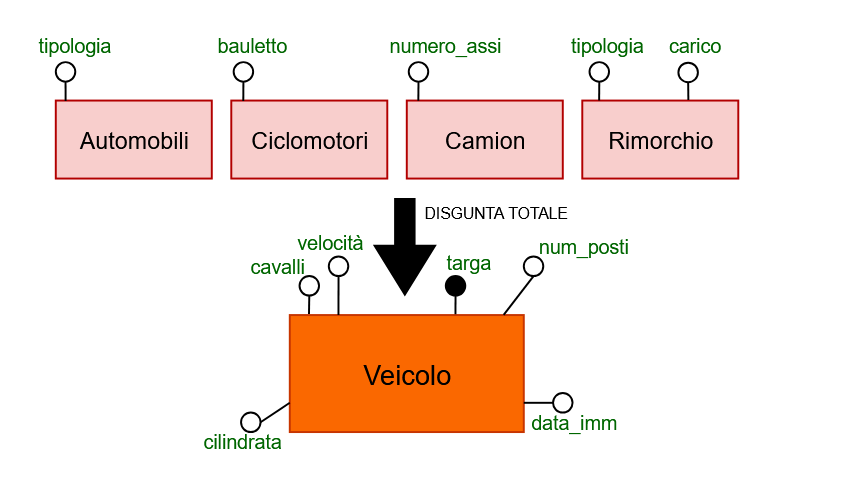 tipologia
bauletto
numero_assi
tipologia
carico
Automobili
Ciclomotori
Camion
Rimorchio
DISGUNTA TOTALE
velocità
num_posti
cavalli
targa
Veicolo
data_imm
cilindrata